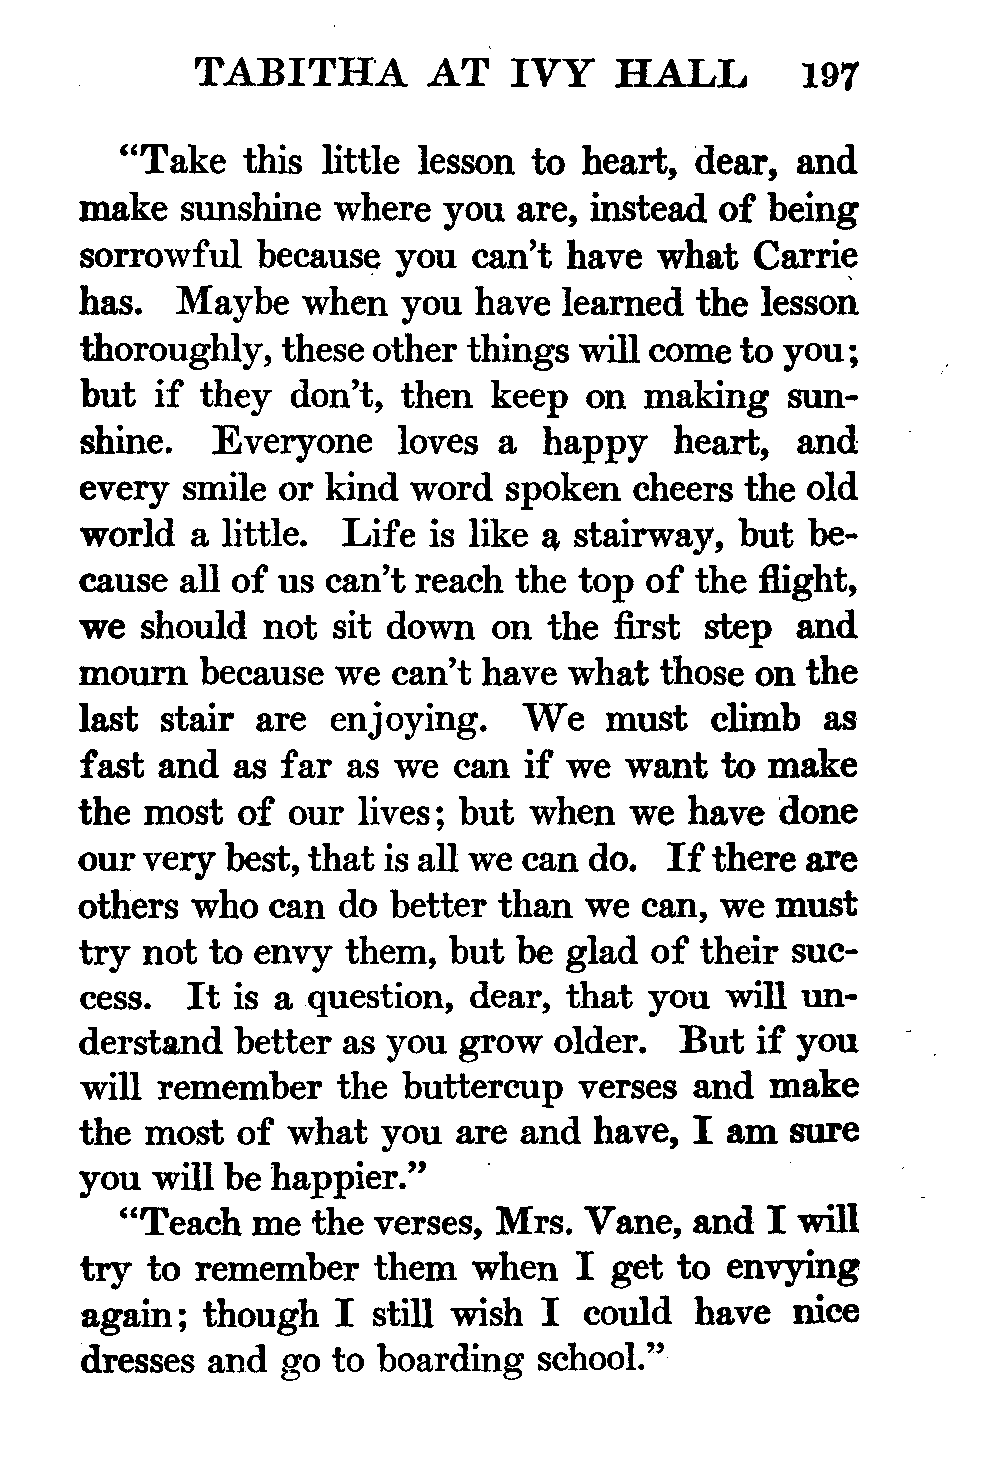 TABITHA AT IVY HALL 197
“Take this little lesson to heart, dear, and
make sunshine where you are, instead of being
sorrowful because you can’t have what Carrie
has. Maybe when you have learned the lesson
thoroughly, these other things will come to you;
but if they don’t, then keep on making sun-
shine. Everyone loves a happy heart, and
every smile or kind word spoken cheers the old
world a little. Life is like a stairway, but be-
cause all of us can’t reach the top of the flight,
we should not sit down on the first step and
mourn because we can’t have what those on the
last stair are enjoying. We must climb as
fast and as far as we can if we want to make
the most of our lives; but when we have done
our very best, that is all we can do. If there are
others who can do better than we can, we must
try not to envy them, but be glad of their suc-
cess. It is a question, dear, that you will un-
derstand better as you grow older. But if you
will remember the buttercup verses and make
the most of what you are and have, I am sure
you will be happier.”
“Teach me the verses, Mrs. Vane, and I will
try to remember them when I get to envying
again; though I still wish I could have nice
dresses and go to boarding school.”